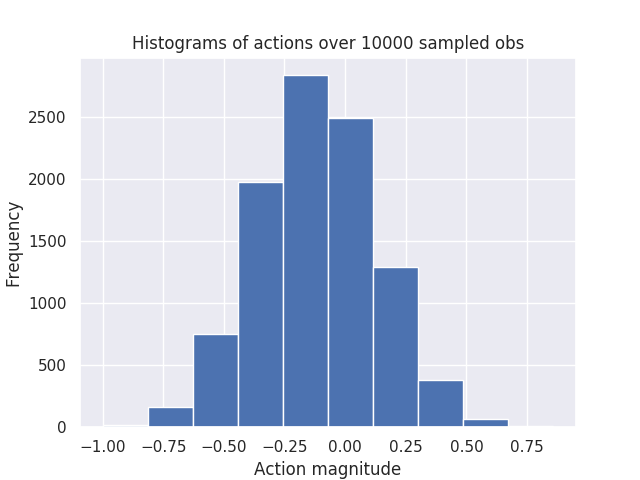 Histograms of actions over 10000 sampled obs
2500
2000
1500
1000
500
0
Frequency
−1.00 −0.75 −0.50 −0.25 0.00 0.25 0.50 0.75
Action magnitude